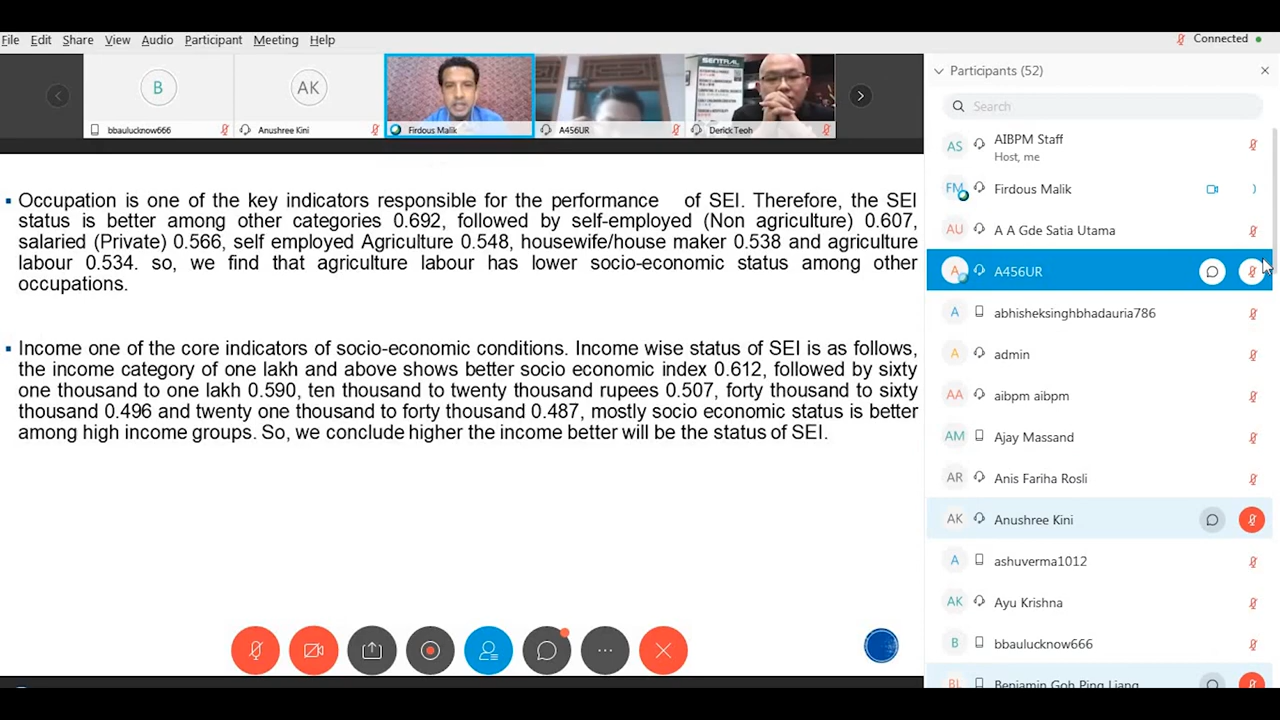 File Edit Share View Audio Participant Meeting Help
Connected
B
AK
bbaulucknow666
Anushree Kini
Firdous Malik
A456UR
Derick Teoh
SENTRAL
▪ Occupation is one of the key indicators responsible for the performance of SEI. Therefore, the SEI
status is better among other categories 0.692, followed by self-employed (Non agriculture) 0.607,
salaried (Private) 0.566, self employed Agriculture 0.548, housewife/house maker 0.538 and agriculture
labour 0.534. so, we find that agriculture labour has lower socio-economic status among other
occupations.
▪ Income one of the core indicators of socio-economic conditions. Income wise status of SEI is as follows,
the income category of one lakh and above shows better socio economic index 0.612, followed by sixty
one thousand to one lakh 0.590, ten thousand to twenty thousand rupees 0.507, forty thousand to sixty
thousand 0.496 and twenty one thousand to forty thousand 0.487, mostly socio economic status is better
among high income groups. So, we conclude higher the income better will be the status of SEI.
Participants (52)
Search
AS AIBPM Staff
Host, me
FM Firdous Malik
AU A A Gde Satia Utama
A A456UR
A abhisheksinghbhadauria786
A admin
AA aibpm aibpm
AM Ajay Massand
AR Anis Fariha Rosli
AK Anushree Kini
A ashuverma1012
AK Ayu Krishna
B bbaulucknow666
BL Benjamin Goh Ping Liang